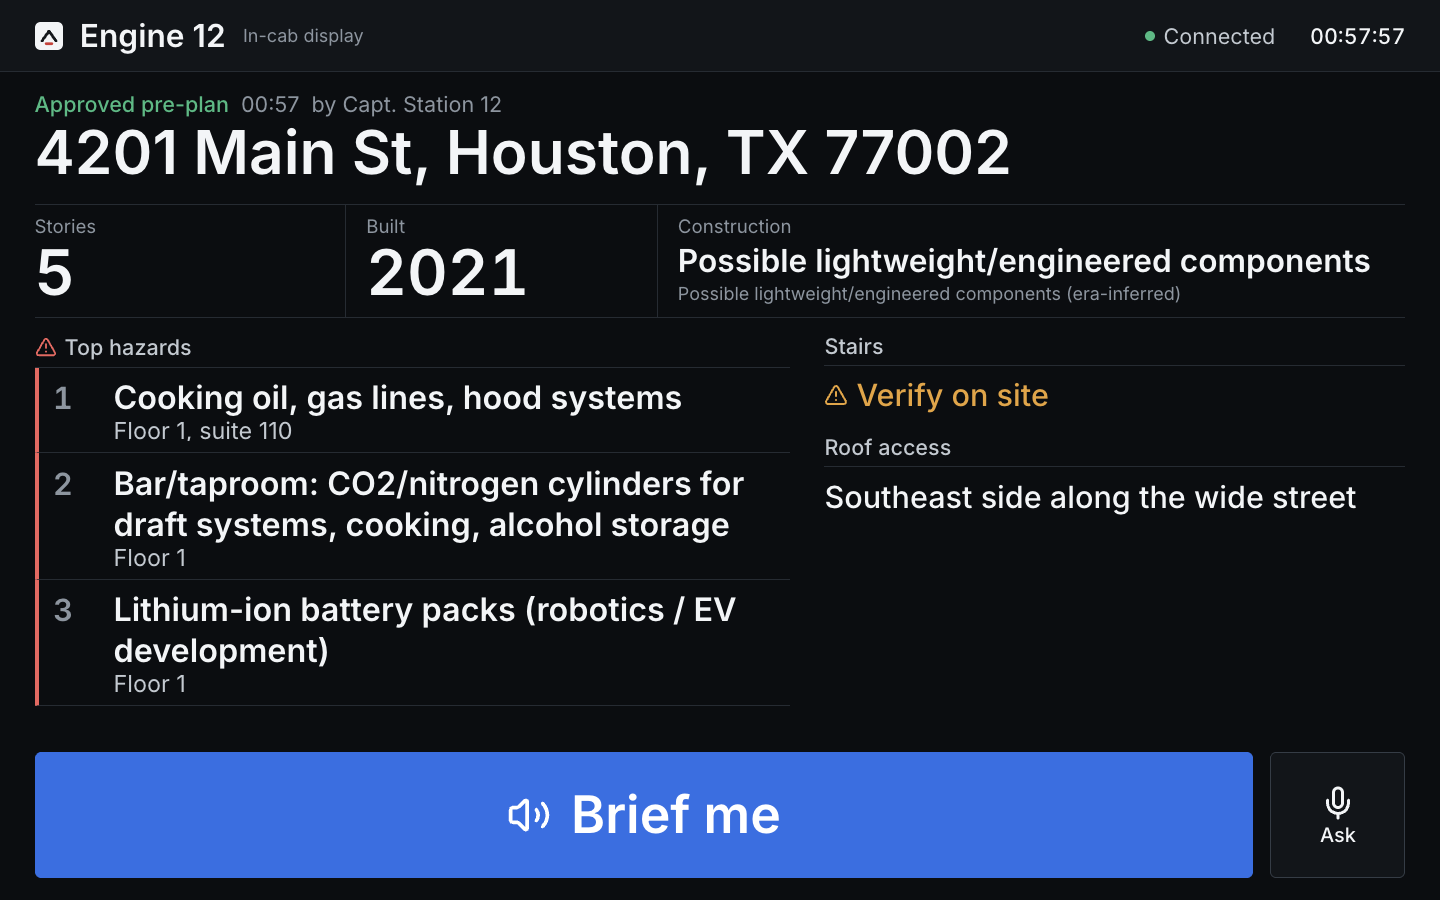 Engine 12 In-cab display
Connected 00:57:57
Approved pre-plan 00:57 by Capt. Station 12
4201 Main St, Houston, TX 77002
Stories
5
Built
2021
Construction
Possible lightweight/engineered components
Possible lightweight/engineered components (era-inferred)
Top hazards
1 Cooking oil, gas lines, hood systems
Floor 1, suite 110
2 Bar/taproom: CO2/nitrogen cylinders for
draft systems, cooking, alcohol storage
Floor 1
3 Lithium-ion battery packs (robotics / EV
development)
Floor 1
Stairs
Verify on site
Roof access
Southeast side along the wide street
Brief me
Ask